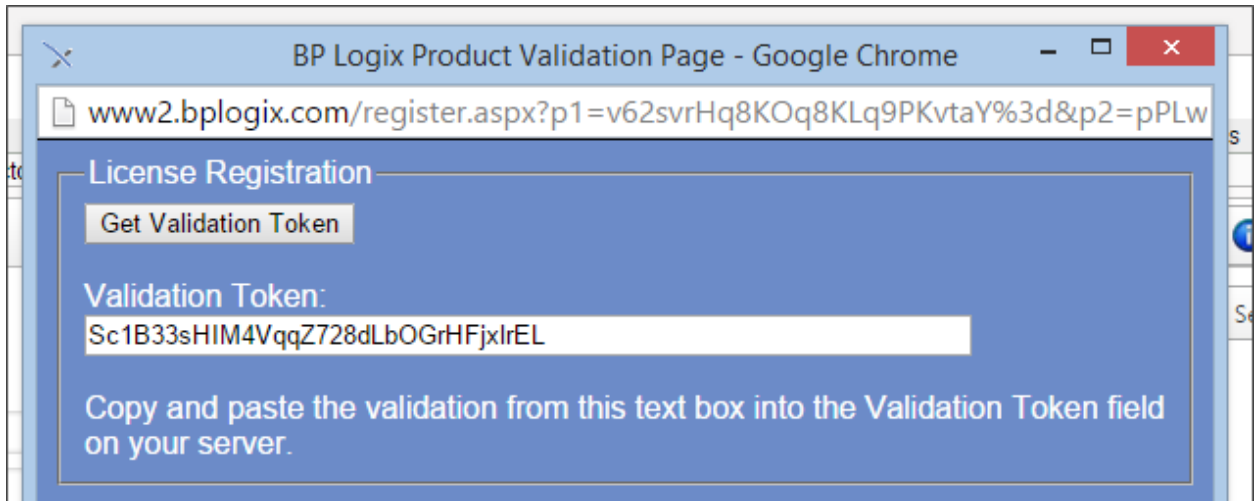 BP Logix Product Validation Page - Google Chrome
www2.bplogix.com/register.aspx?p1=v62svrHq8KOq8KLq9PKvtaY%3d&p2=pPLw
License Registration
Get Validation Token
Validation Token:
Sc1B33sHIM4VqqZ728dLbOGrHFjxIrEL
Copy and paste the validation from this text box into the Validation Token field
on your server.